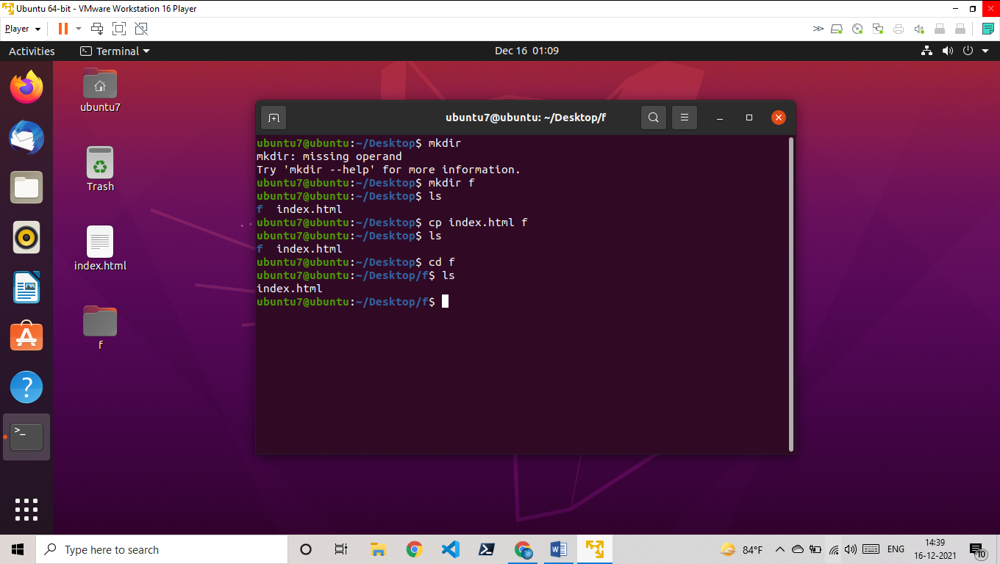 Ubuntu 64-bit - VMware Workstation 16 Player
Player
Activities
Terminal
Dec 16 01:09
ubuntu7
Trash
index.html
f
ubuntu7@ubuntu: ~/Desktop/f
ubuntu7@ubuntu:~/Desktop$ mkdir
mkdir: missing operand
Try 'mkdir --help' for more information.
ubuntu7@ubuntu:~/Desktop$ mkdir f
ubuntu7@ubuntu:~/Desktop$ ls
f  index.html
ubuntu7@ubuntu:~/Desktop$ cp index.html f
ubuntu7@ubuntu:~/Desktop$ ls
f  index.html
ubuntu7@ubuntu:~/Desktop$ cd f
ubuntu7@ubuntu:~/Desktop/f$ ls
index.html
ubuntu7@ubuntu:~/Desktop/f$
Type here to search
84°F
ENG
14:39
16-12-2021
10